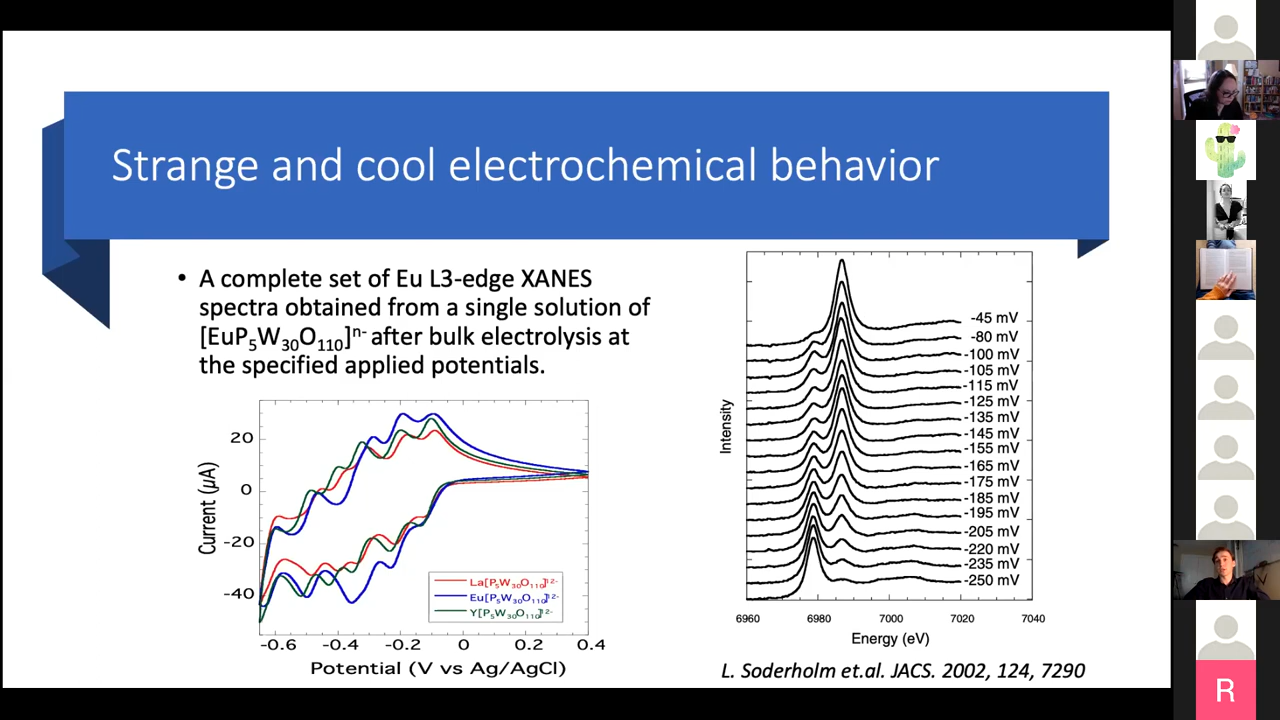 Strange and cool electrochemical behavior
• A complete set of Eu L3-edge XANES
spectra obtained from a single solution of
[EuP5W30O110]n- after bulk electrolysis at
the specified applied potentials.
Current (μA)
20
0
-20
-40
La[P5W30O110]12-
Eu[P5W30O110]12-
Y[P5W30O110]12-
-0.6
-0.4
-0.2
0
0.2
0.4
Potential (V vs Ag/AgCl)
Intensity
-45 mV
-80 mV
-100 mV
-105 mV
-115 mV
-125 mV
-135 mV
-145 mV
-155 mV
-165 mV
-175 mV
-185 mV
-195 mV
-205 mV
-220 mV
-235 mV
-250 mV
6960
6980
7000
7020
7040
Energy (eV)
L. Soderholm et.al. JACS. 2002, 124, 7290
R